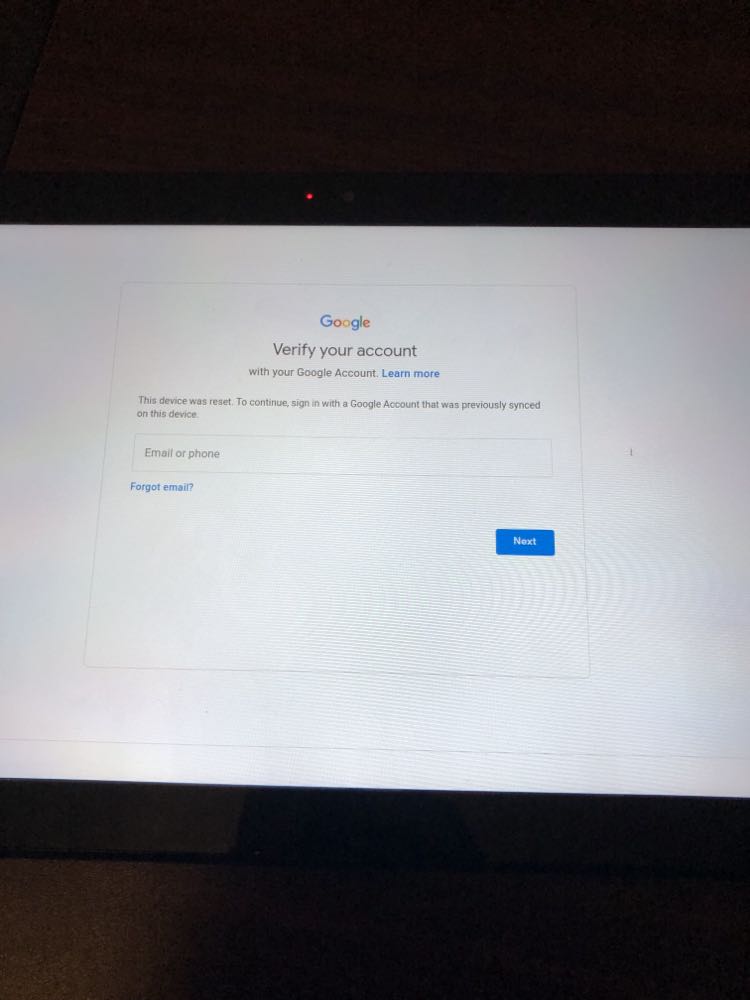 Google
Verify your account
with your Google Account. Learn more
This device was reset. To continue, sign in with a Google Account that was previously synced
on this device.
Email or phone
Forgot email?
Next